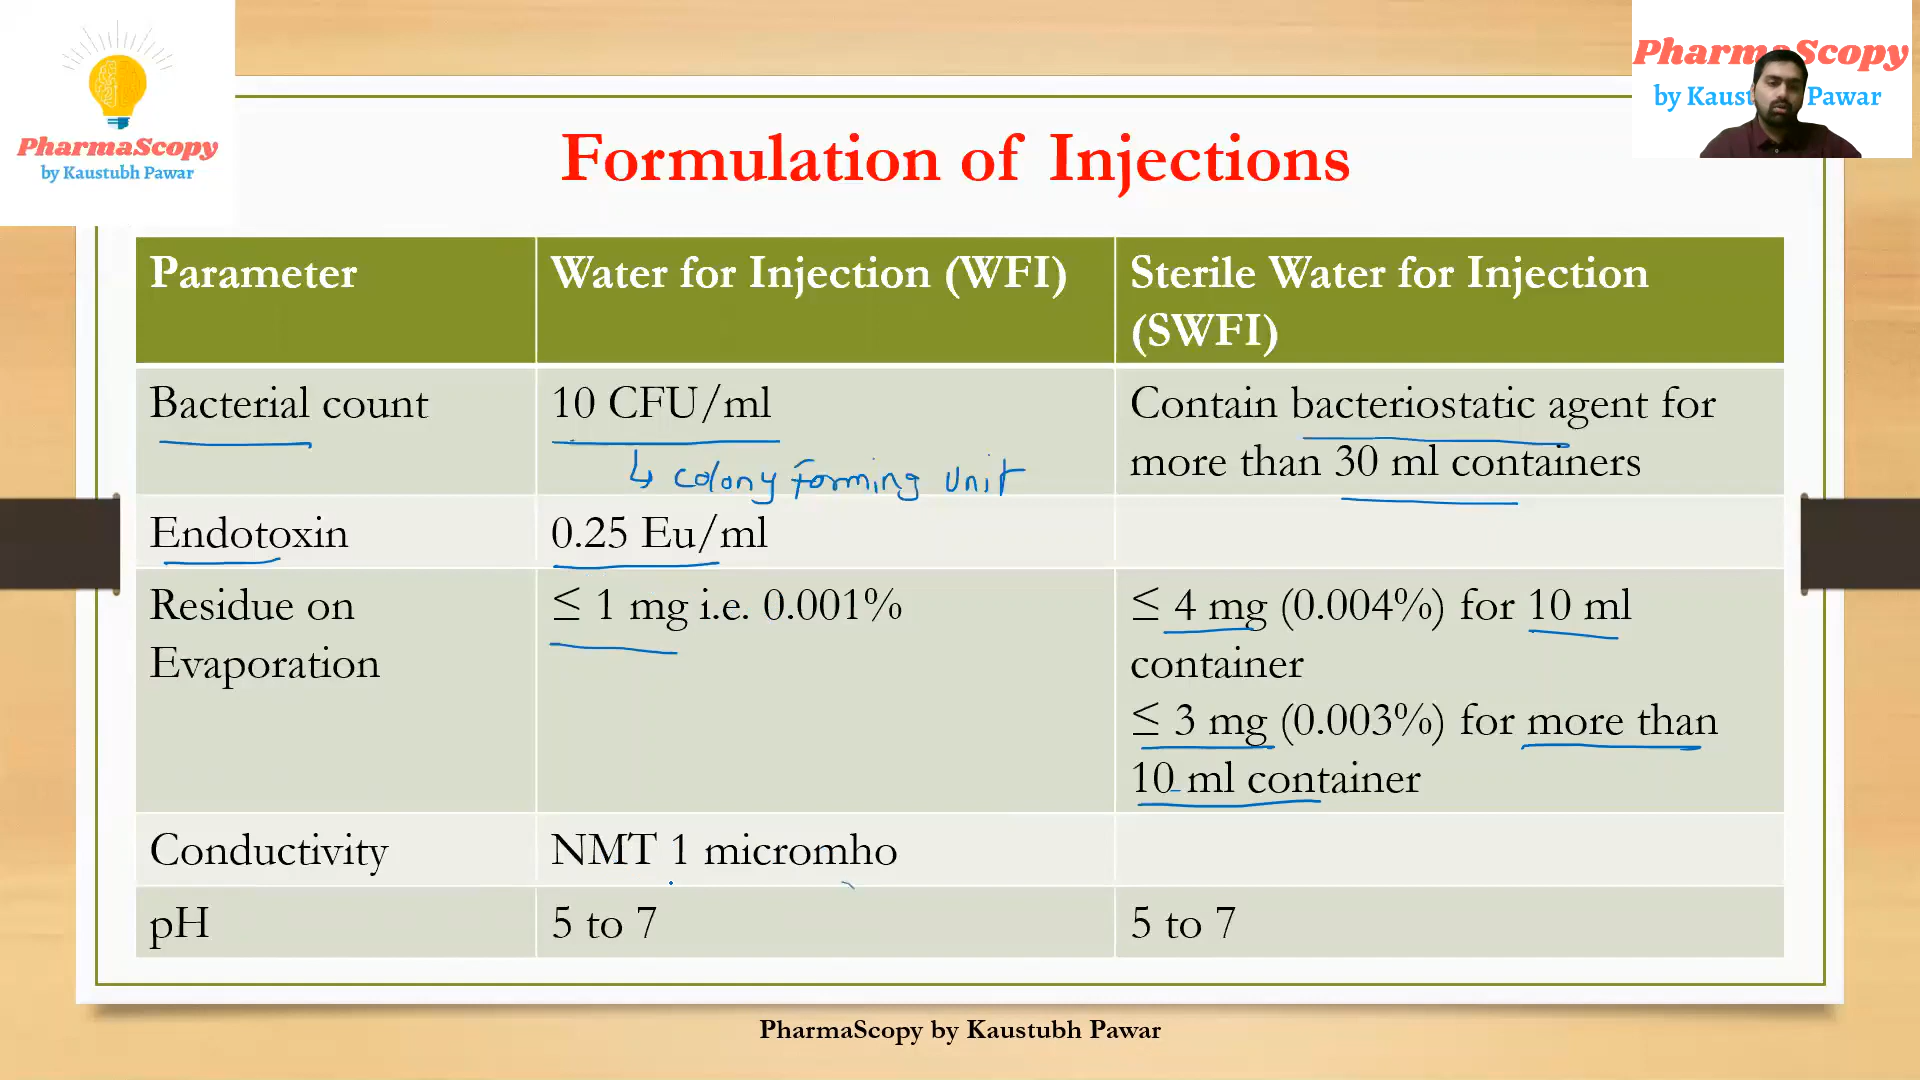 PharmaScopy
by Kaustubh Pawar
PharmaScopy
by Kaust Pawar
Formulation of Injections
Parameter
Water for Injection (WFI)
Sterile Water for Injection
(SWFI)
Bacterial count
10 CFU/ml
↳ colony forming unit
Contain bacteriostatic agent for
more than 30 ml containers
Endotoxin
0.25 Eu/ml
Residue on
Evaporation
≤ 1 mg i.e. 0.001%
≤ 4 mg (0.004%) for 10 ml
container
≤ 3 mg (0.003%) for more than
10 ml container
Conductivity
NMT 1 micromho
pH
5 to 7
5 to 7
PharmaScopy by Kaustubh Pawar